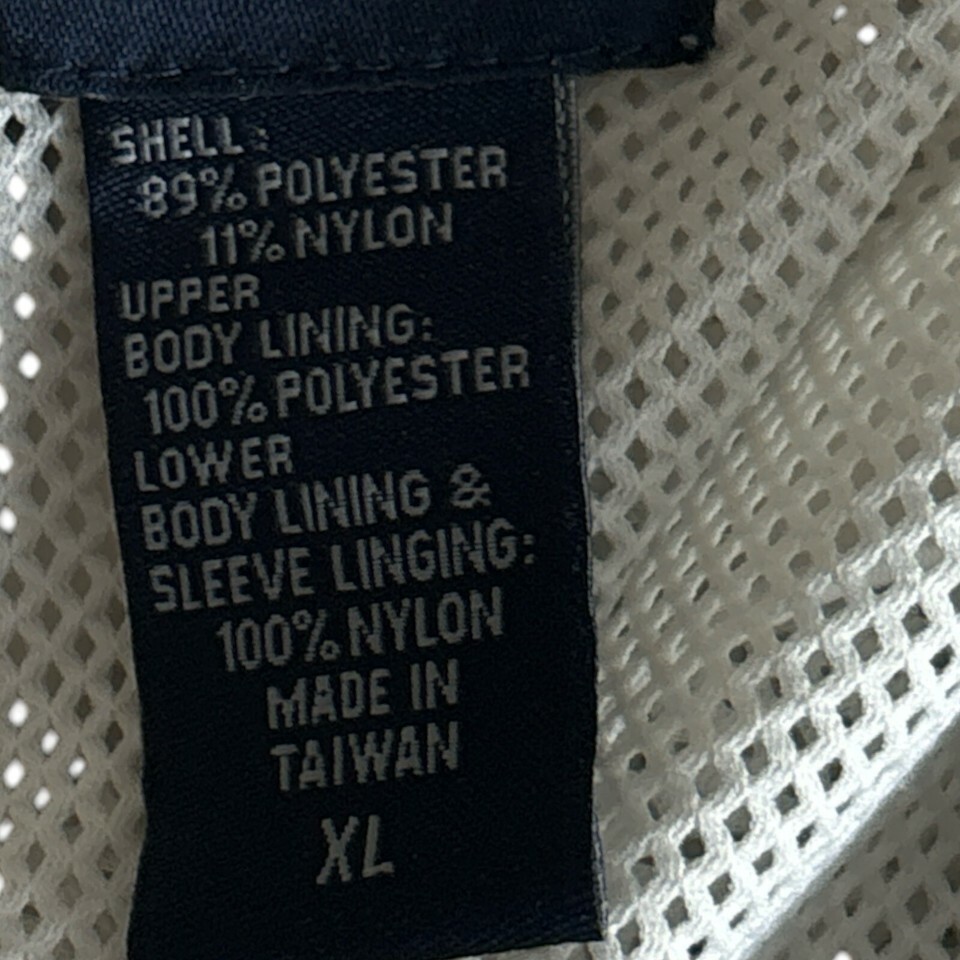 SHELL:
89% POLYESTER
11% NYLON
UPPER
BODY LINING:
100% POLYESTER
LOWER
BODY LINING &
SLEEVE LINGING:
100% NYLON
MADE IN
TAIWAN
XL